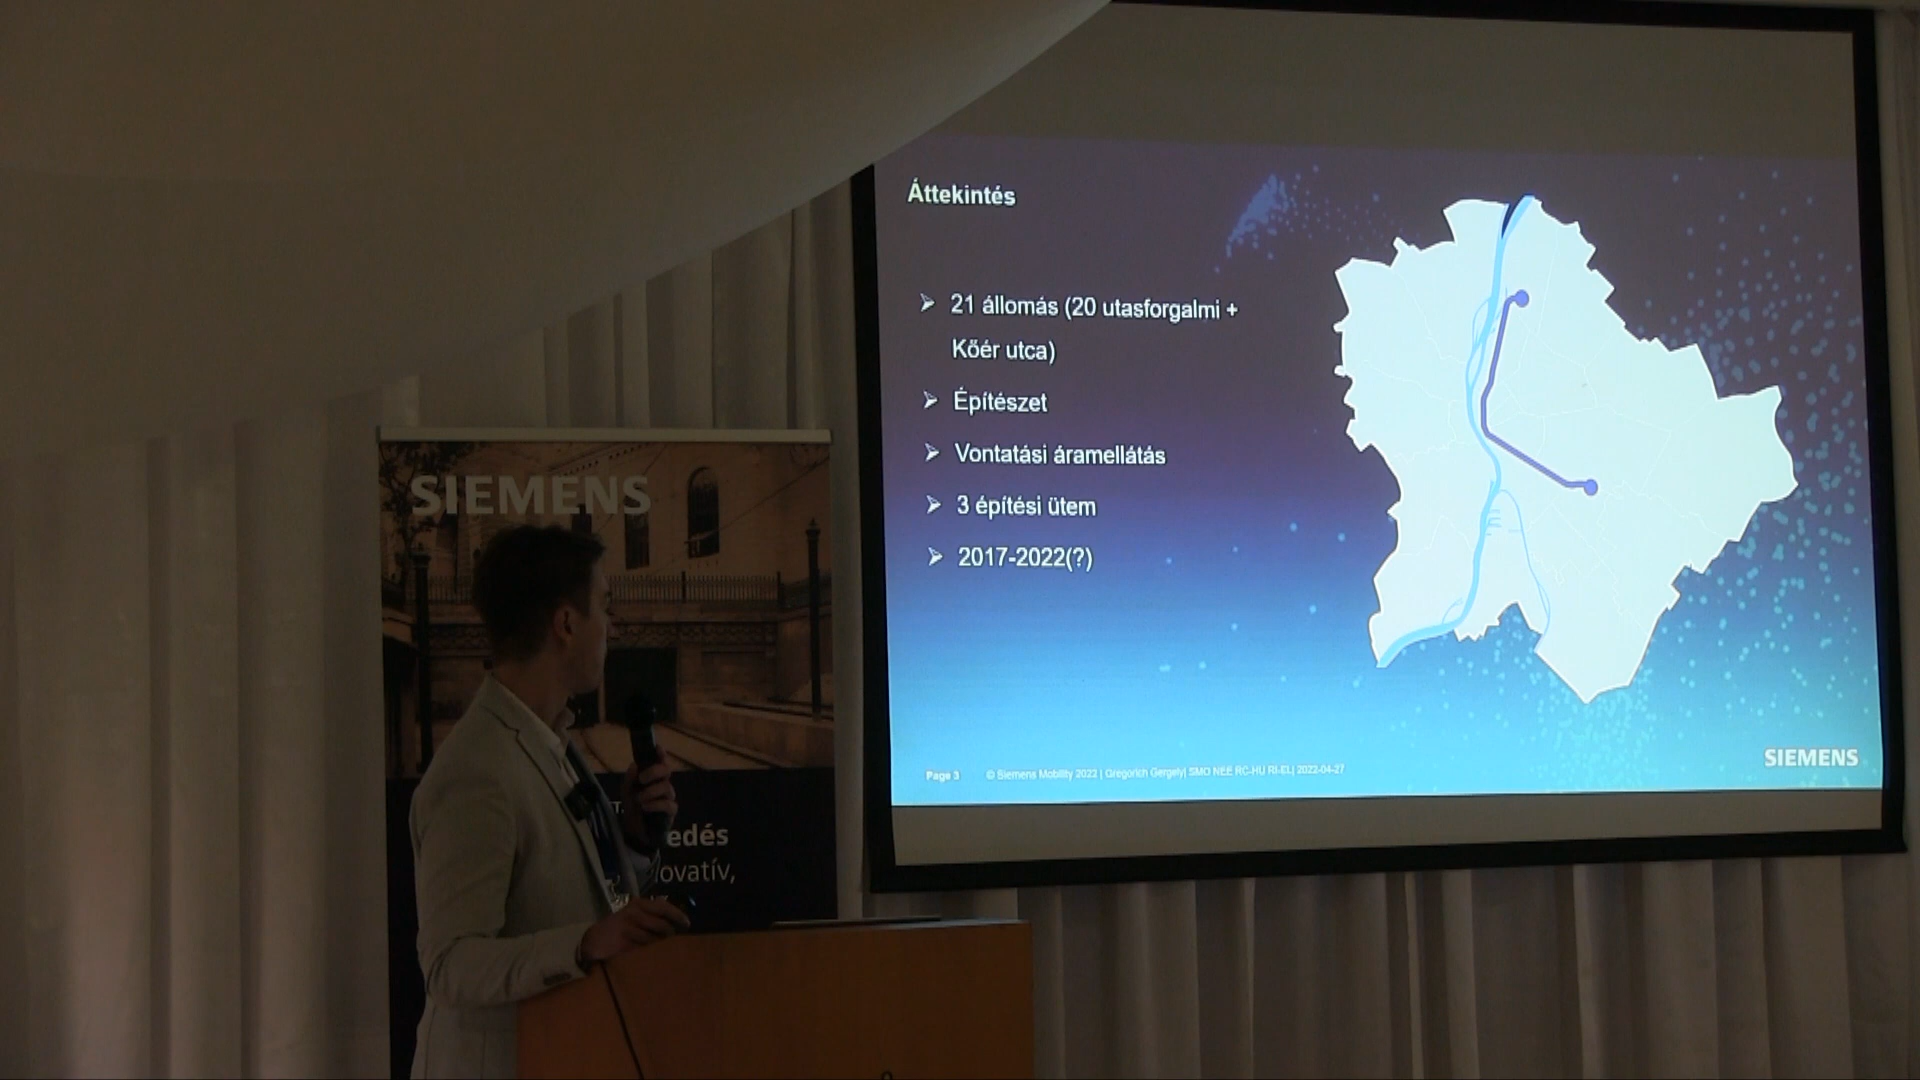 Áttekintés
21 állomás (20 utasforgalmi +
Kőér utca)
Építészet
Vontatási áramellátás
3 építési ütem
2017-2022(?)
Page 3 © Siemens Mobility 2022 | Gregorich Gergely| SMO NEE RC-HU RI-EL| 2022-04-27
SIEMENS
SIEMENS
edés
ovatív,